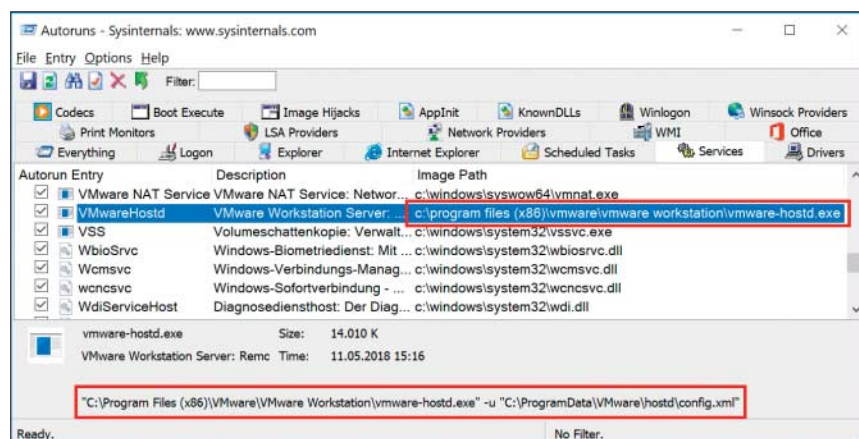 Autoruns - Sysinternals: www.sysinternals.com
File Entry Options Help
Filter:
Codecs Boot Execute Image Hijacks AppInit KnownDLLs Winlogon Winsock Providers
Print Monitors LSA Providers Network Providers WMI Office
Everything Logon Explorer Internet Explorer Scheduled Tasks Services Drivers
Autorun Entry Description Image Path
VMware NAT Service VMware NAT Service: Networ... c:\windows\syswow64\vmnat.exe
VMwareHostd VMware Workstation Server: ... c:\program files (x86)\vmware\vmware workstation\vmware-hostd.exe
VSS Volumeschattenkopie: Verwalt... c:\windows\system32\vssvc.exe
WbioSrvc Windows-Biometriedienst: Mit ... c:\windows\system32\wbiosrvc.dll
Wcmsvc Windows-Verbindungs-Manag... c:\windows\system32\wcmsvc.dll
wcncsvc Windows-Sofortverbindung - ... c:\windows\system32\wcncsvc.dll
WdiServiceHost Diagnosediensthost: Der Diag... c:\windows\system32\wdi.dll
vmware-hostd.exe Size: 14.010 K
VMware Workstation Server: Remc Time: 11.05.2018 15:16
"C:\Program Files (x86)\VMware\VMware Workstation\vmware-hostd.exe" -u "C:\ProgramData\VMware\hostd\config.xml"
Ready. No Filter.